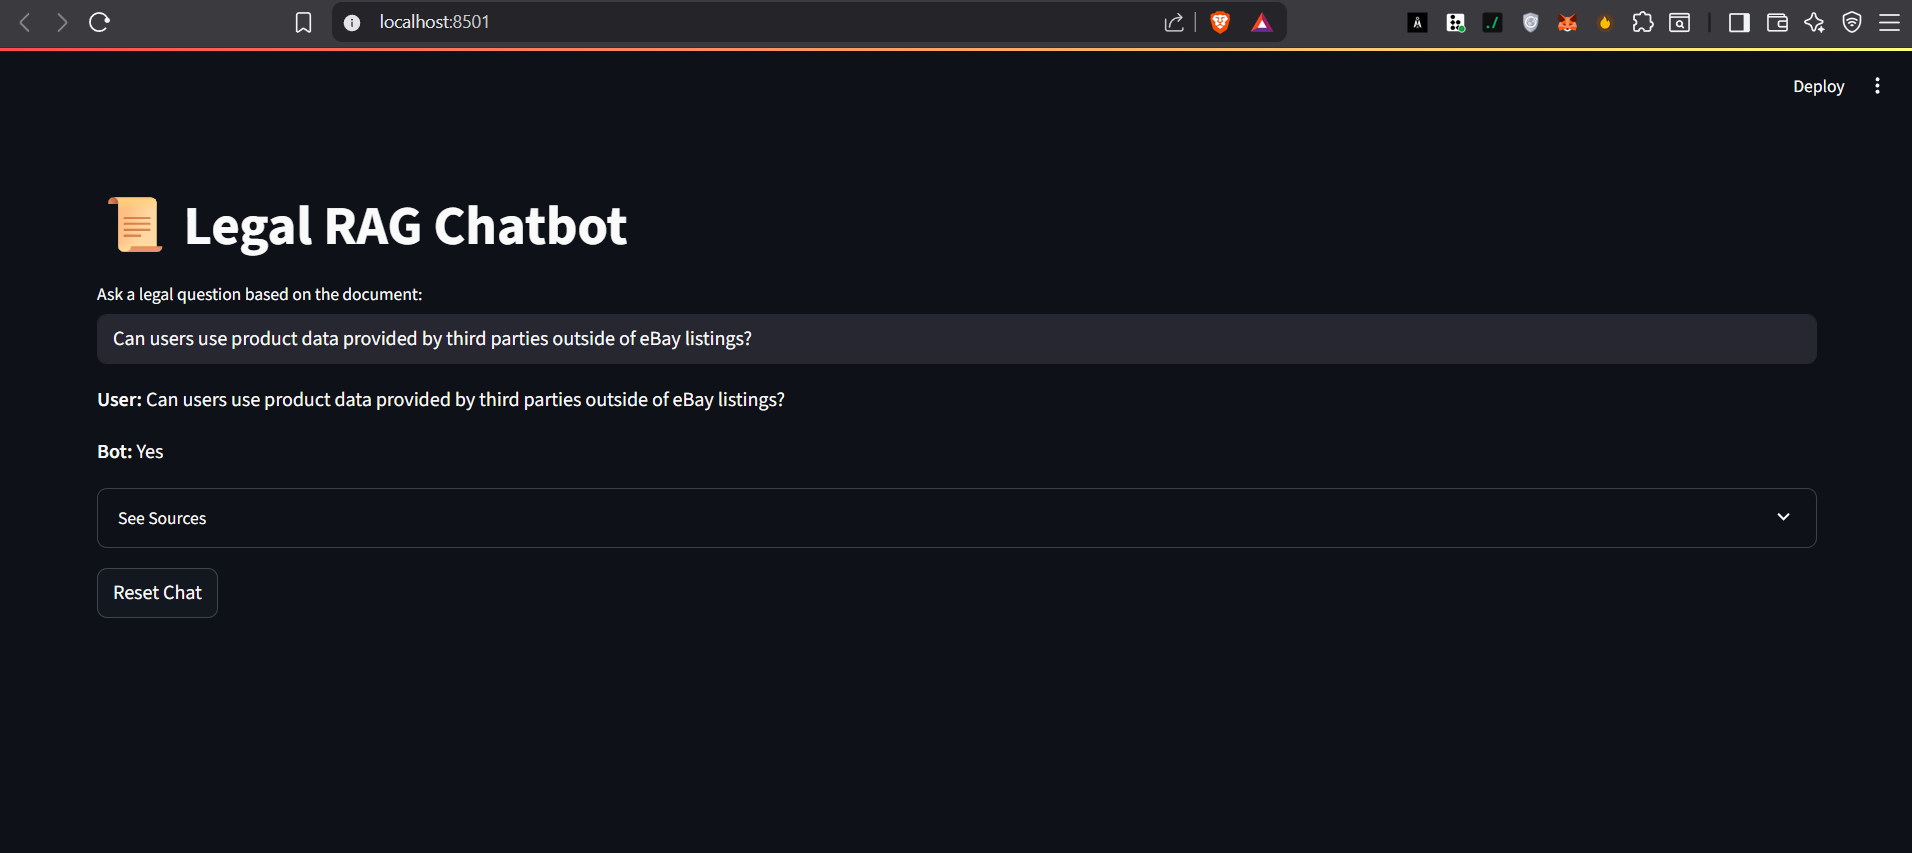 localhost:8501
Deploy
Legal RAG Chatbot
Ask a legal question based on the document:
Can users use product data provided by third parties outside of eBay listings?
User: Can users use product data provided by third parties outside of eBay listings?
Bot: Yes
See Sources
Reset Chat